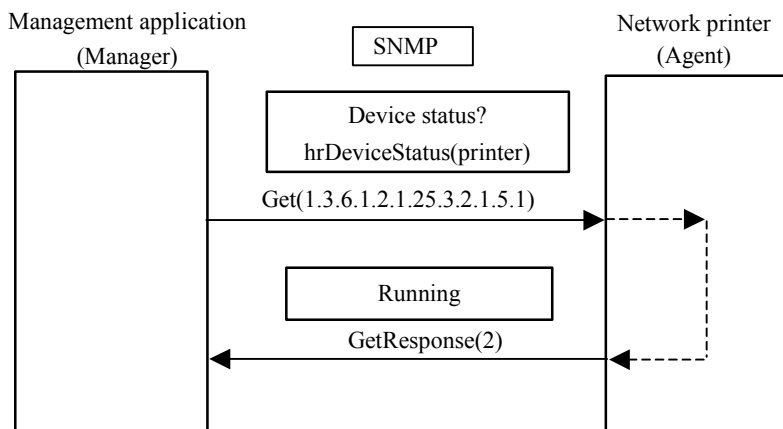 Management application
(Manager)
SNMP
Network printer
(Agent)
Device status?
hrDeviceStatus(printer)
Get(1.3.6.1.2.1.25.3.2.1.5.1)
Running
GetResponse(2)